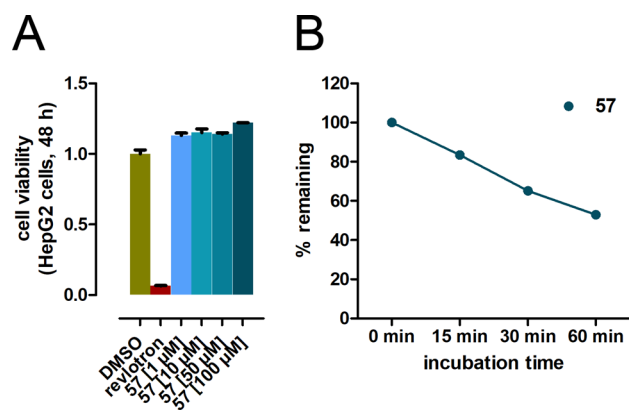 A
cell viability
(HepG2 cells, 48 h)
1.5
1.0
0.5
0.0
DMSO
revlotron
57 [1 µM]
57 [10 µM]
57 [50 µM]
57 [100 µM]
B
% remaining
120
100
80
60
40
20
0
57
0 min 15 min 30 min 60 min
incubation time